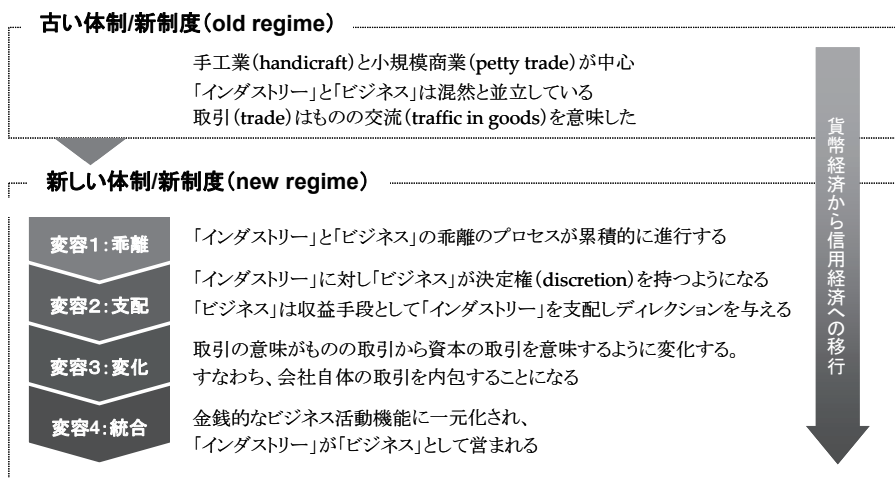 古い体制/新制度(old regime)
手工業(handicraft)と小規模商業(petty trade)が中心
「インダストリー」と「ビジネス」は混然と並立している
取引(trade)はものの交流(traffic in goods)を意味した
新しい体制/新制度(new regime)
変容1:乖離
「インダストリー」と「ビジネス」の乖離のプロセスが累積的に進行する
変容2:支配
「インダストリー」に対し「ビジネス」が決定権(discretion)を持つようになる
「ビジネス」は収益手段として「インダストリー」を支配しディレクションを与える
変容3:変化
取引の意味がものの取引から資本の取引を意味するように変化する。
すなわち、会社自体の取引を内包することになる
変容4:統合
金銭的なビジネス活動機能に一元化され、
「インダストリー」が「ビジネス」として営まれる
貨幣経済から信用経済への移行